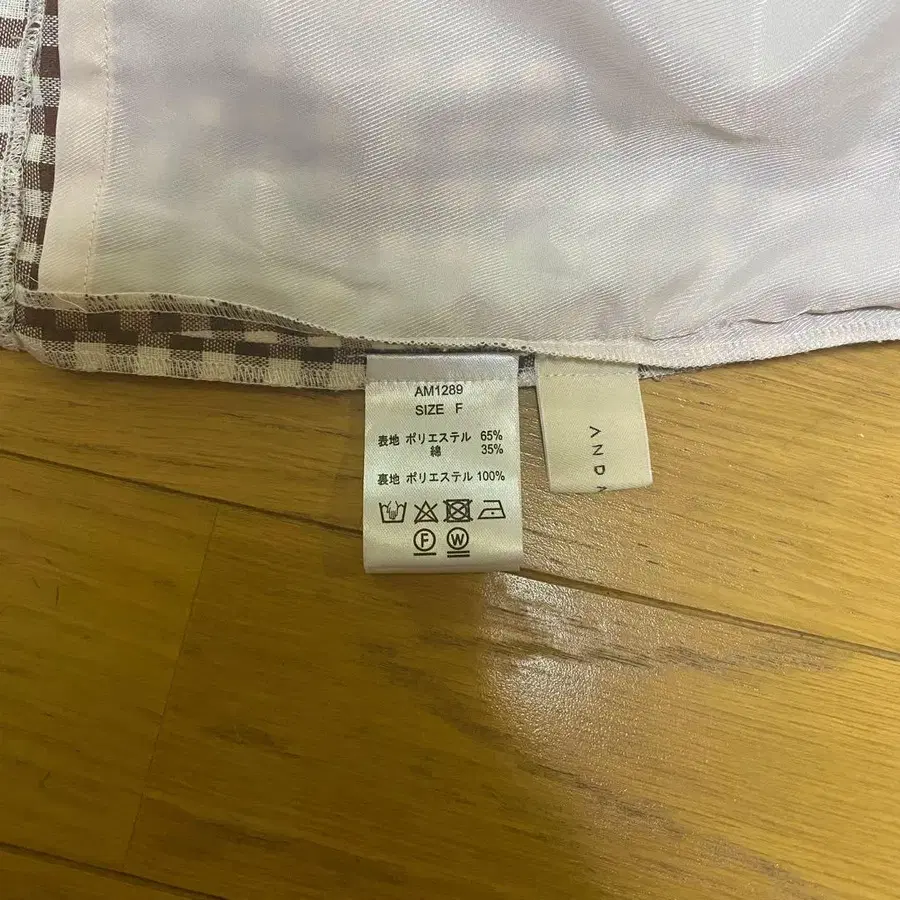 AM1289
SIZE F
表地 ポリエステル 65%
綿 35%
裏地 ポリエステル 100%
F W
AND